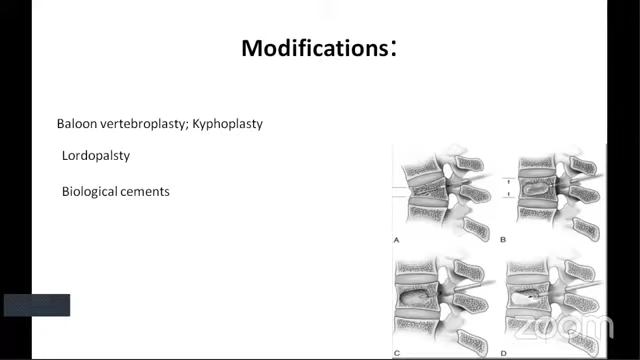 Modifications:
Baloon vertebroplasty; Kyphoplasty
Lordopalsty
Biological cements
A
B
C
D
zoom